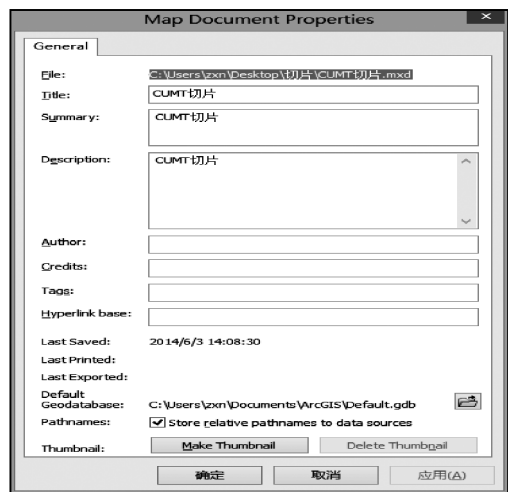 Map Document Properties
General
File: C:\Users\zxn\Desktop\切片\CUMT切片.mxd
Title: CUMT切片
Summary: CUMT切片
Description: CUMT切片
Author:
Credits:
Tags:
Hyperlink base:
Last Saved: 2014/6/3 14:08:30
Last Printed:
Last Exported:
Default
Geodatabase: C:\Users\zxn\Documents\ArcGIS\Default.gdb
Pathnames: Store relative pathnames to data sources
Thumbnail: Make Thumbnail Delete Thumbnail
确定 取消 应用(A)